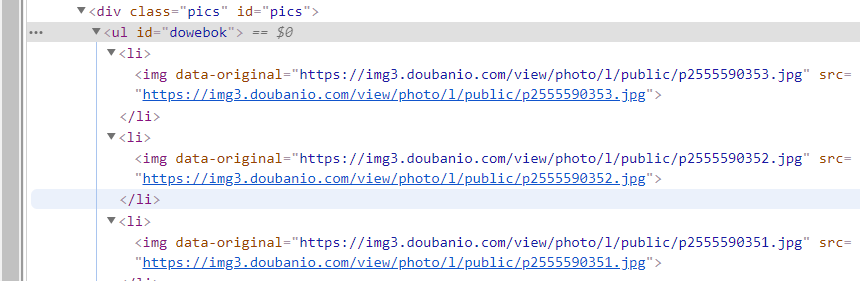 ▼<div class="pics" id="pics">
••• ▼<ul id="dowebok"> == $0
▼<li>
<img data-original="https://img3.doubanio.com/view/photo/l/public/p2555590353.jpg" src=
"https://img3.doubanio.com/view/photo/l/public/p2555590353.jpg">
</li>
▼<li>
<img data-original="https://img3.doubanio.com/view/photo/l/public/p2555590352.jpg" src=
"https://img3.doubanio.com/view/photo/l/public/p2555590352.jpg">
</li>
▼<li>
<img data-original="https://img3.doubanio.com/view/photo/l/public/p2555590351.jpg" src=
"https://img3.doubanio.com/view/photo/l/public/p2555590351.jpg">
</li>